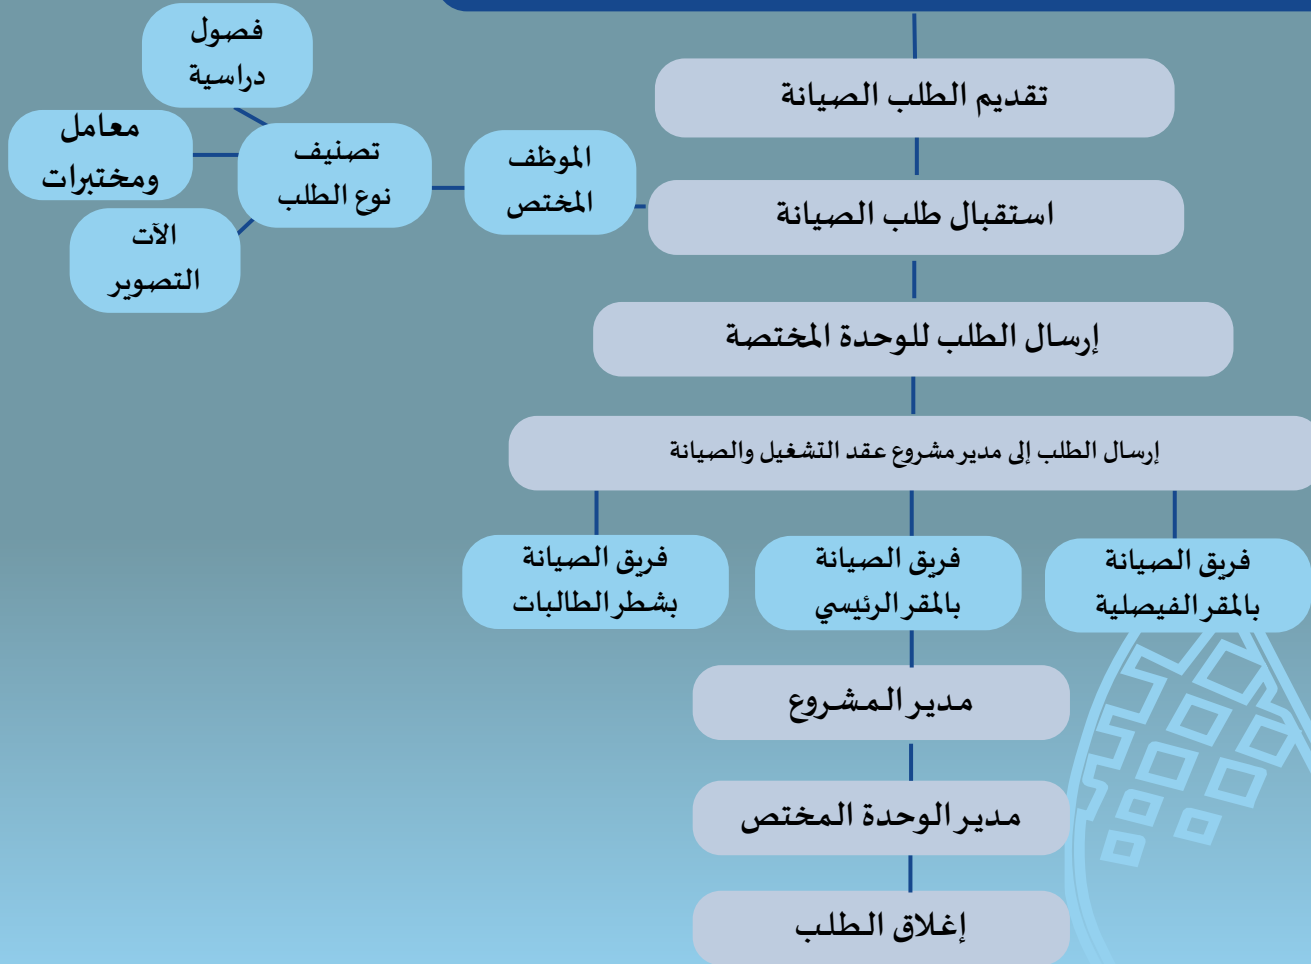 تقديم الطلب الصيانة
استقبال طلب الصيانة
الموظف
المختص
تصنيف
نوع الطلب
فصول
دراسية
معامل
ومختبرات
الآت
التصوير
إرسال الطلب للوحدة المختصة
إرسال الطلب إلى مدير مشروع عقد التشغيل والصيانة
فريق الصيانة
بالمقر الفيصلية
فريق الصيانة
بالمقر الرئيسي
فريق الصيانة
بشطر الطالبات
مدير المشروع
مدير الوحدة المختص
إغلاق الطلب